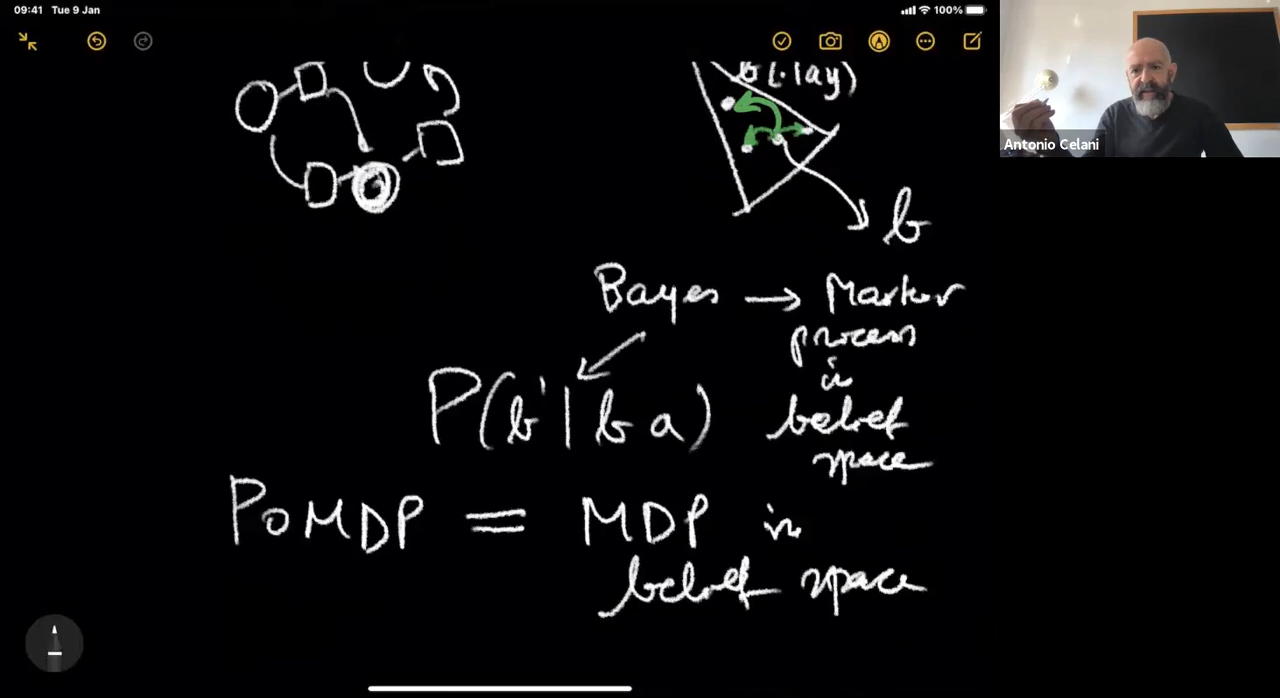 09:41 Tue 9 Jan
100%
Antonio Celani
b(.|ay)
b
Bayes → Markov
process
in
belief
space
P(b'|b a)
POMDP = MDP in
belief space